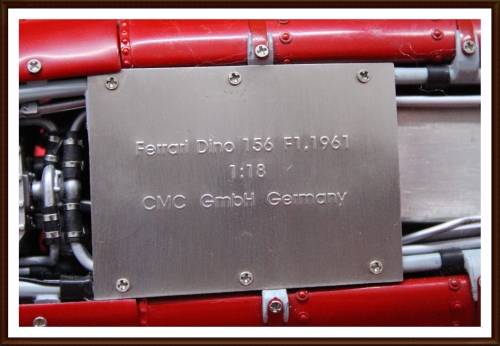 Ferrari Dino 156 F1.1961
1:18
CMC GmbH Germany